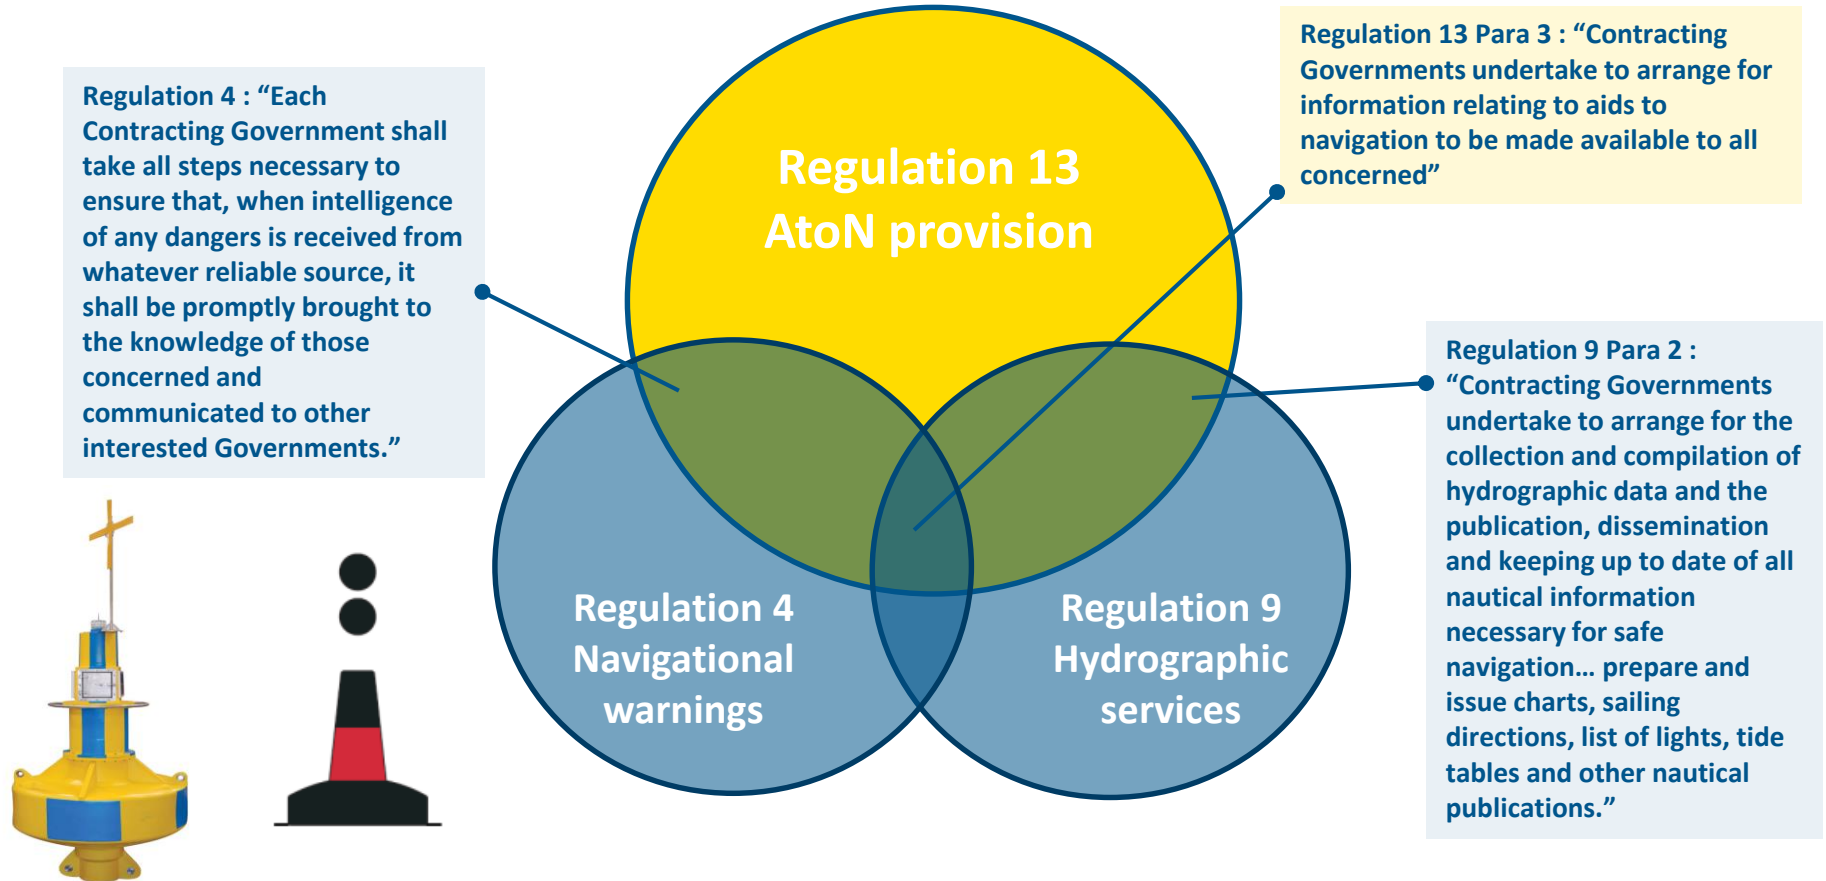 Regulation 4 : “Each
Contracting Government shall
take all steps necessary to
ensure that, when intelligence
of any dangers is received from
whatever reliable source, it
shall be promptly brought to
the knowledge of those
concerned and
communicated to other
interested Governments.”
Regulation 13
AtoN provision
Regulation 13 Para 3 : “Contracting
Governments undertake to arrange for
information relating to aids to
navigation to be made available to all
concerned”
Regulation 4
Navigational
warnings
Regulation 9
Hydrographic
services
Regulation 9 Para 2 :
“Contracting Governments
undertake to arrange for the
collection and compilation of
hydrographic data and the
publication, dissemination
and keeping up to date of all
nautical information
necessary for safe
navigation… prepare and
issue charts, sailing
directions, list of lights, tide
tables and other nautical
publications.”